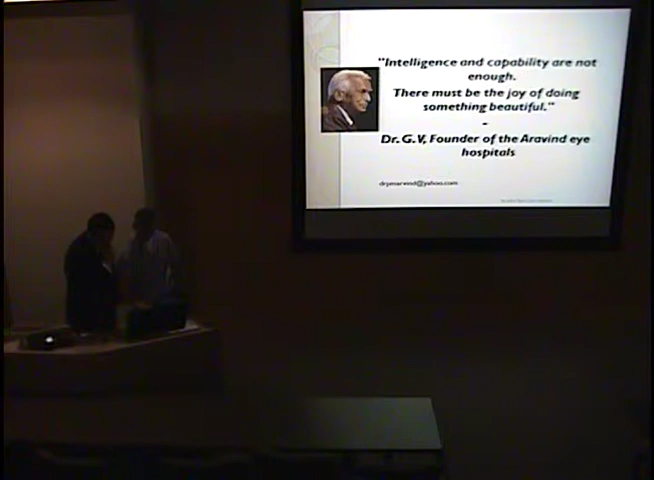 "Intelligence and capability are not
enough.
There must be the joy of doing
something beautiful."
-
Dr. G. V, Founder of the Aravind eye
hospitals